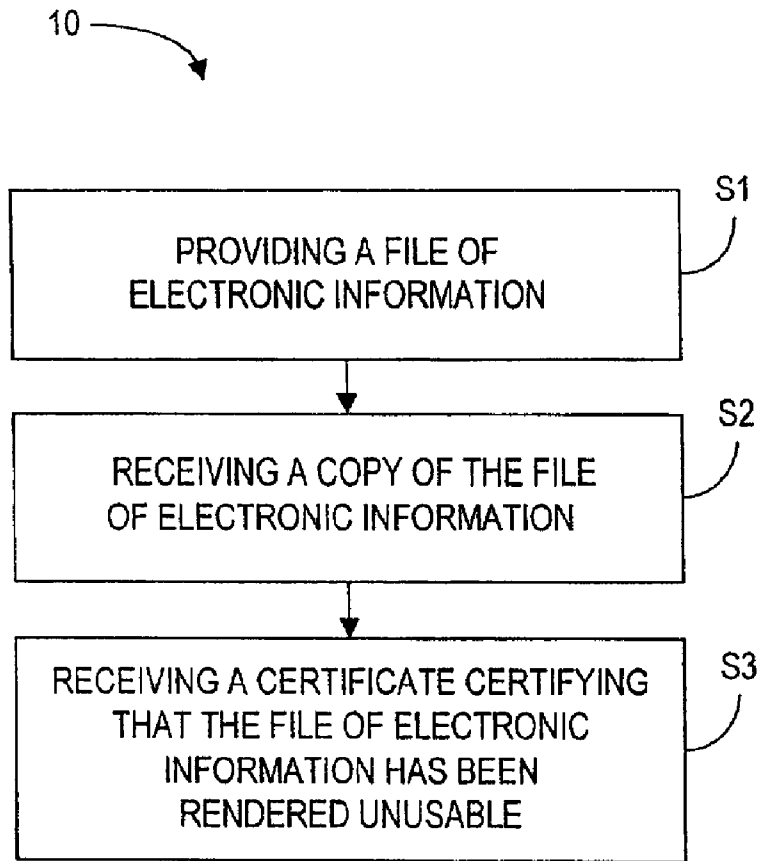 10
S1
PROVIDING A FILE OF
ELECTRONIC INFORMATION
S2
RECEIVING A COPY OF THE FILE
OF ELECTRONIC INFORMATION
S3
RECEIVING A CERTIFICATE CERTIFYING
THAT THE FILE OF ELECTRONIC
INFORMATION HAS BEEN
RENDERED UNUSABLE